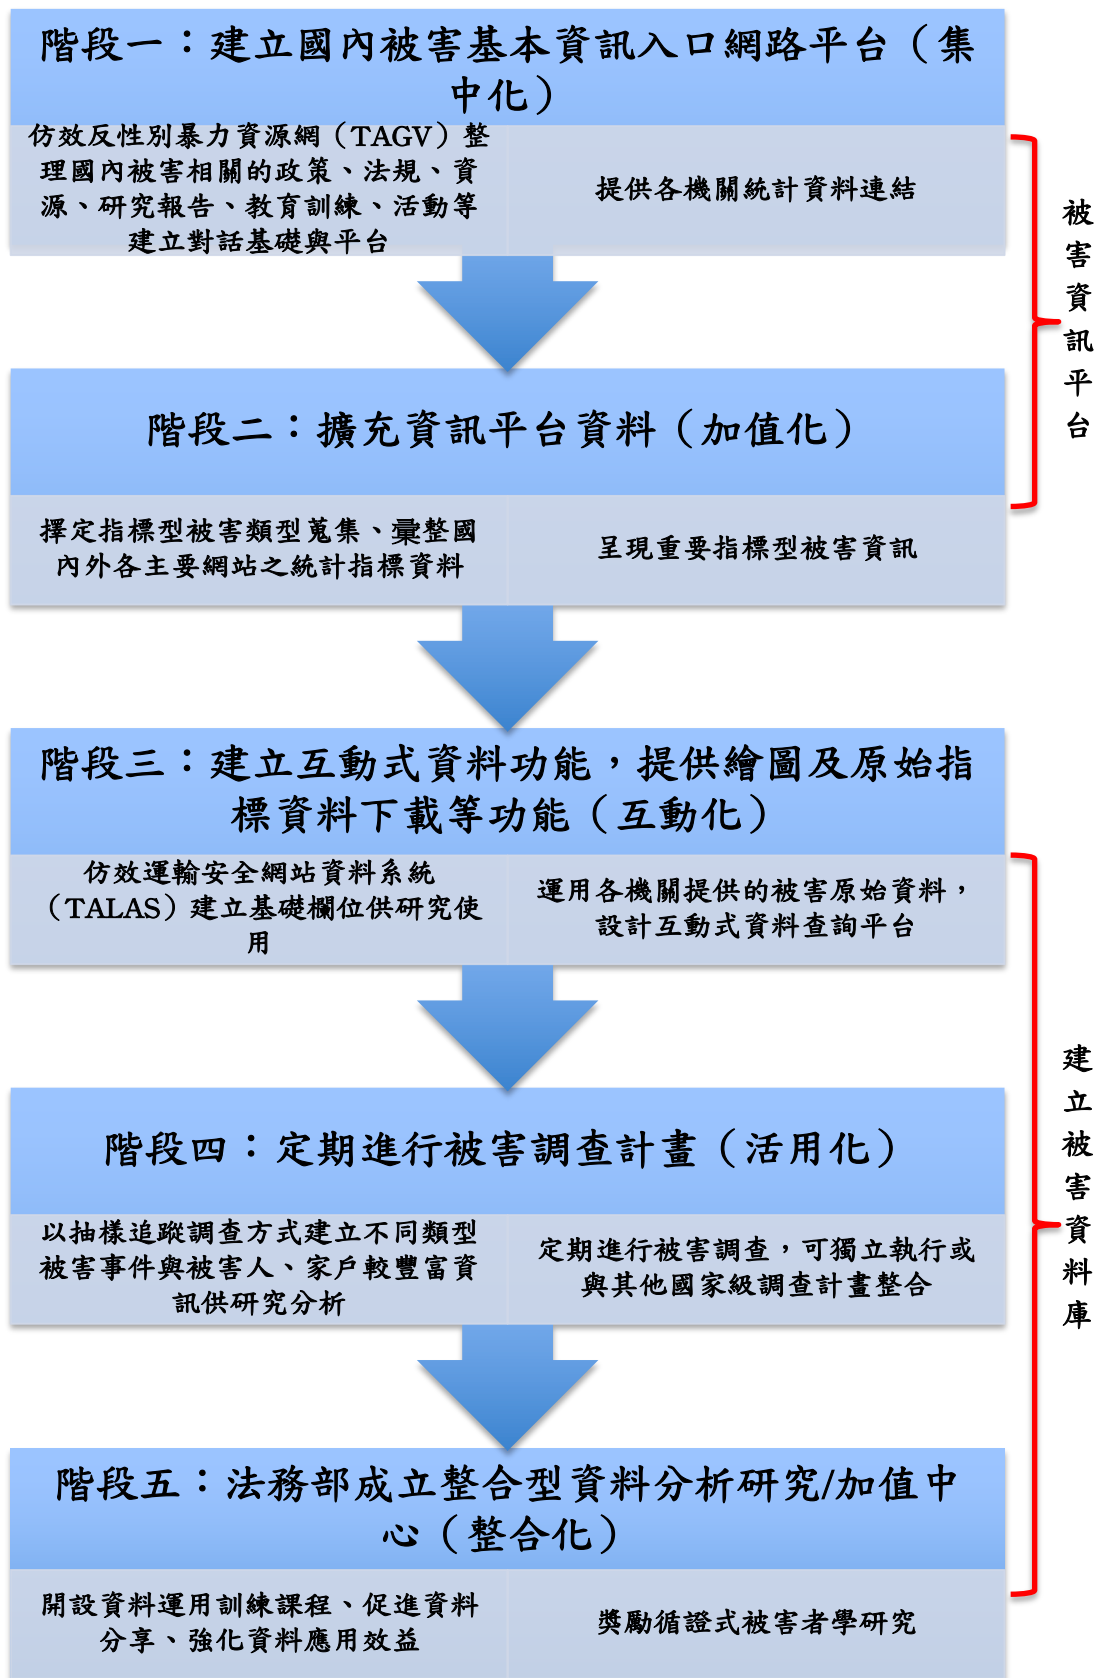 階段一：建立國內被害基本資訊入口網路平台（集
中化）
仿效反性別暴力資源網（TAGV）整
理國內被害相關的政策、法規、資
源、研究報告、教育訓練、活動等
建立對話基礎與平台
提供各機關統計資料連結
被害資訊平台
階段二：擴充資訊平台資料（加值化）
擇定指標型被害類型蒐集、彙整國
內外各主要網站之統計指標資料
呈現重要指標型被害資訊
階段三：建立互動式資料功能，提供繪圖及原始指
標資料下載等功能（互動化）
仿效運輸安全網站資料系統
（TALAS）建立基礎欄位供研究使
用
運用各機關提供的被害原始資料，
設計互動式資料查詢平台
建立被害資料庫
階段四：定期進行被害調查計畫（活用化）
以抽樣追蹤調查方式建立不同類型
被害事件與被害人、家戶較豐富資
訊供研究分析
定期進行被害調查，可獨立執行或
與其他國家級調查計畫整合
階段五：法務部成立整合型資料分析研究/加值中
心（整合化）
開設資料運用訓練課程、促進資料
分享、強化資料應用效益
獎勵循證式被害者學研究